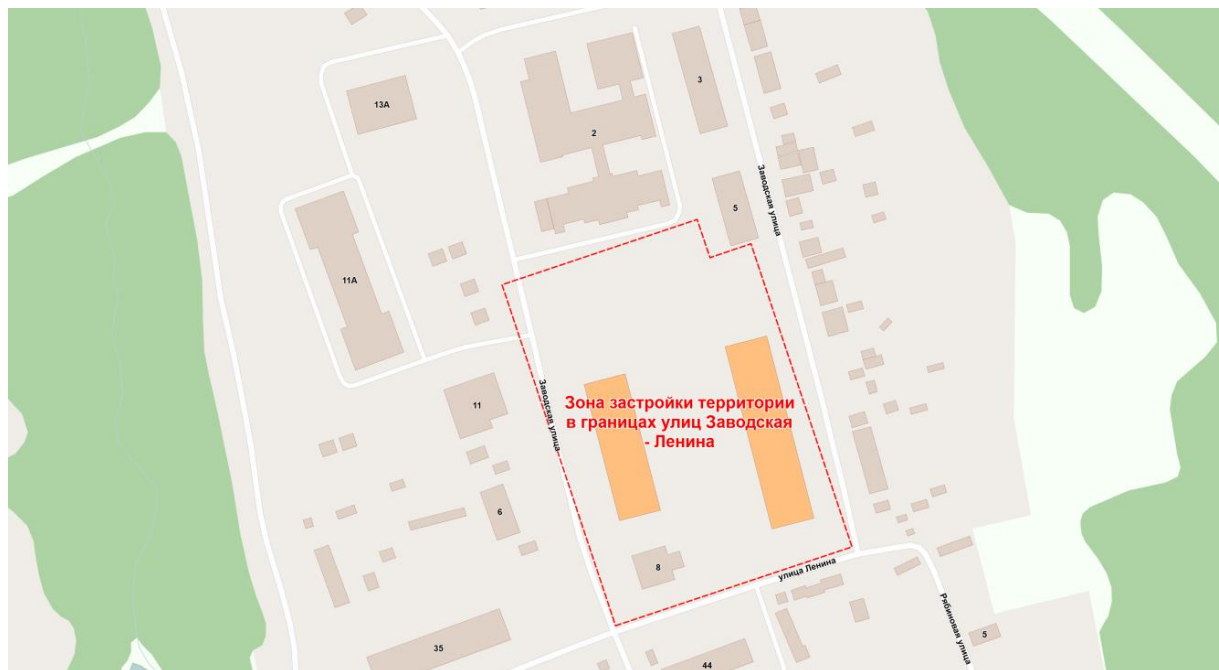 3
13А
2
Заводская улица
5
11А
Зона застройки территории
в границах улиц Заводская
- Ленина
Заводская улица
11
6
8
улица Ленина
Рябиновая улица
5
35
44